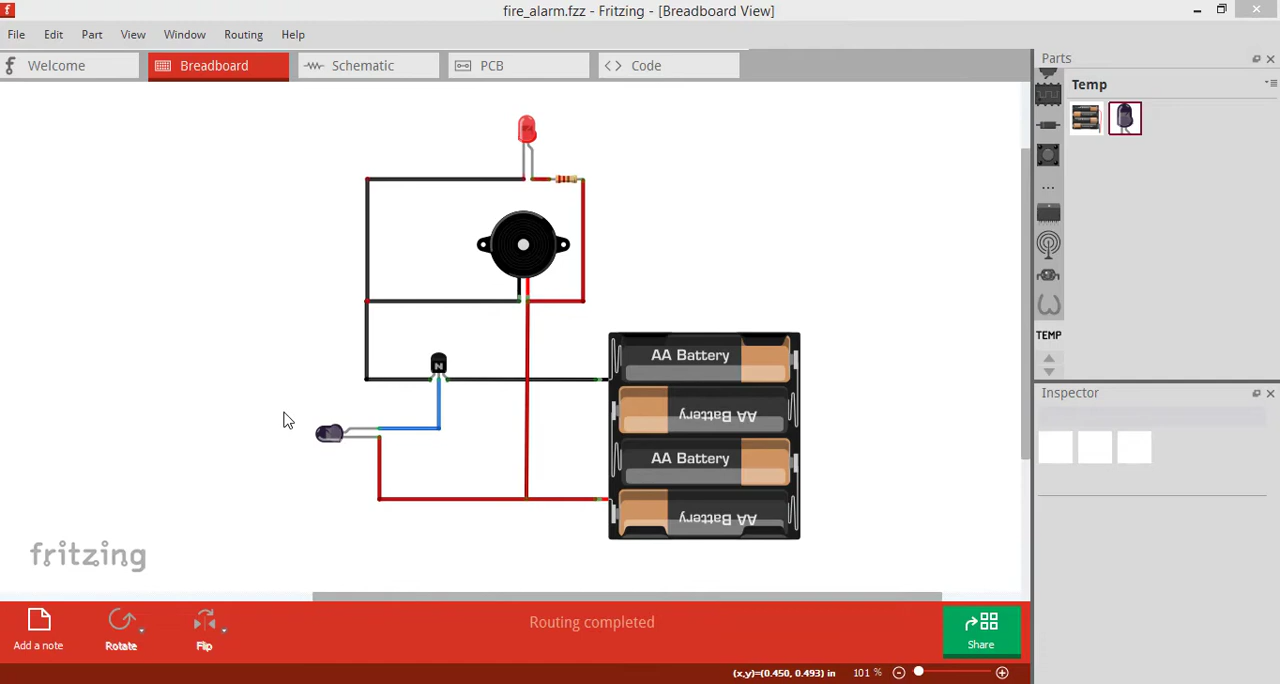 fire_alarm.fzz - Fritzing - [Breadboard View]
File Edit Part View Window Routing Help
f Welcome Breadboard Schematic PCB <> Code
Parts
Temp
...
TEMP
Inspector
N
AA Battery
AA Battery
AA Battery
AA Battery
fritzing
Add a note Rotate Flip
Routing completed
Share
(x,y)=(0.450, 0.493) in 101 %